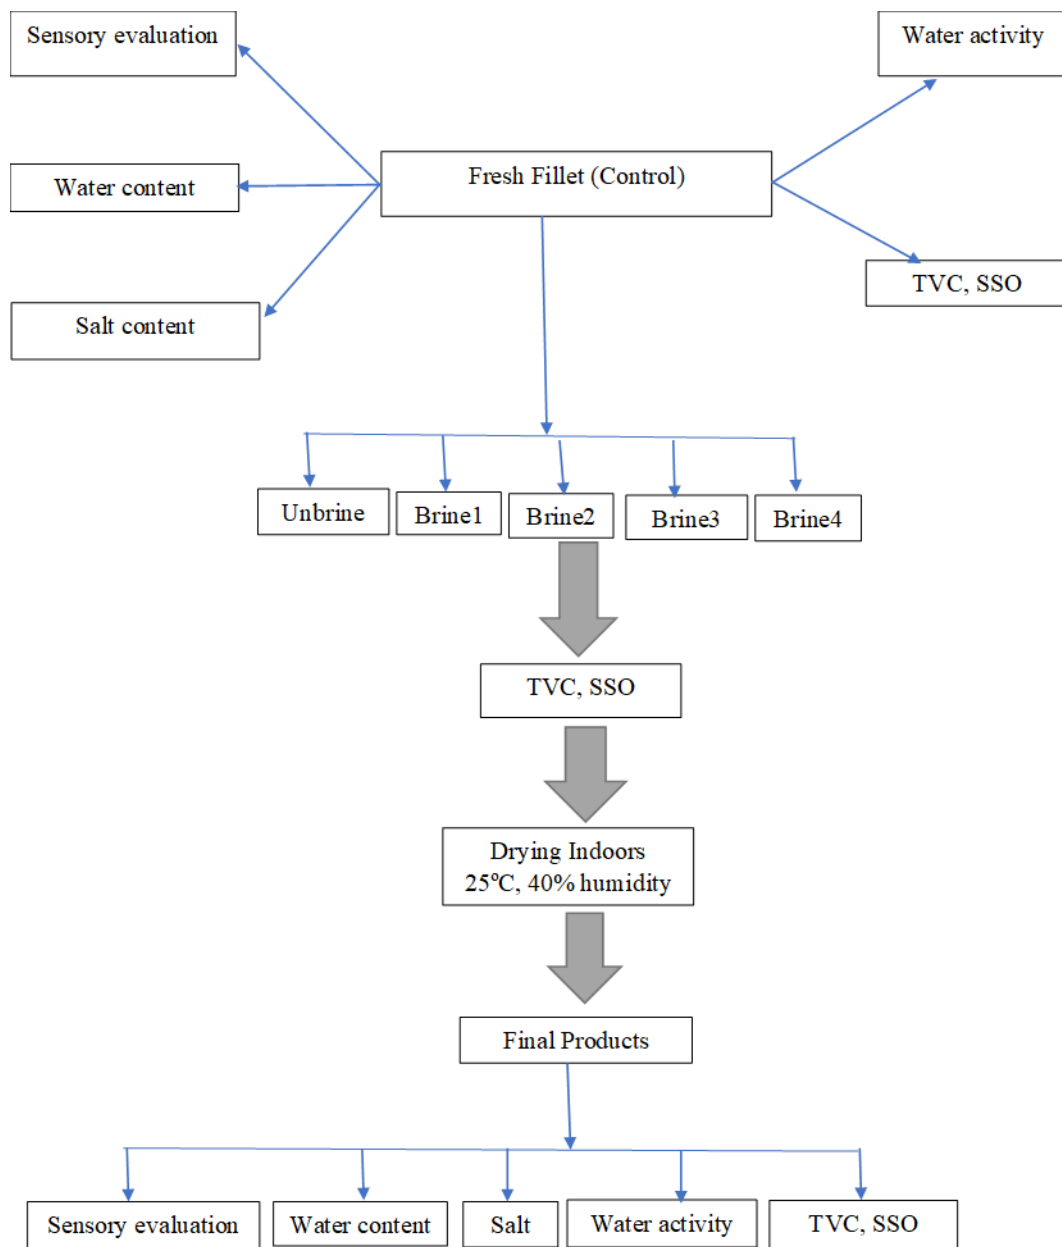 Sensory evaluation
Water activity
Fresh Fillet (Control)
Water content
TVC, SSO
Salt content
Unbrine
Brine1
Brine2
Brine3
Brine4
TVC, SSO
Drying Indoors
25ºC, 40% humidity
Final Products
Sensory evaluation
Water content
Salt
Water activity
TVC, SSO